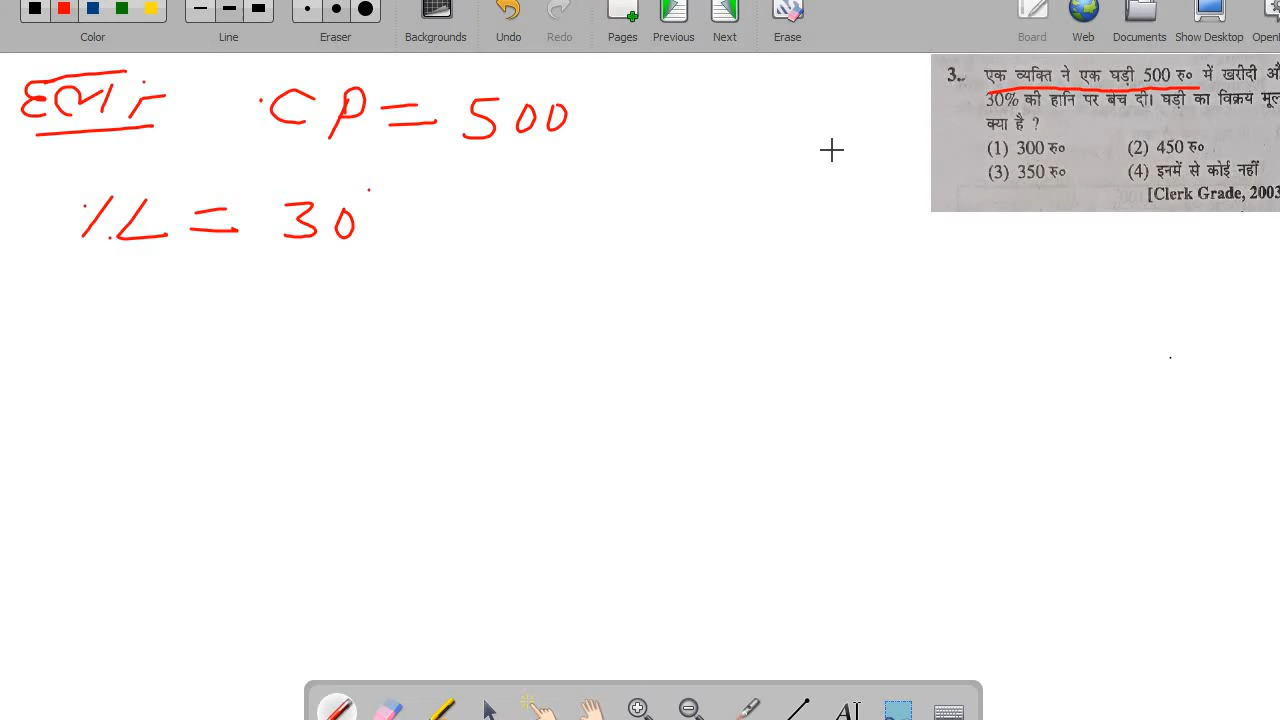 Color
Line
Eraser
Backgrounds
Undo
Redo
Pages
Previous
Next
Erase
Board
Web
Documents
Show Desktop
हल :-
CP = 500
%L = 30
3. एक व्यक्ति ने एक घड़ी 500 रु० में खरीदी औ
30% की हानि पर बेच दी। घड़ी का विक्रय मूल
क्या है ?
(1) 300 रु० (2) 450 रु०
(3) 350 रु० (4) इनमें से कोई नहीं
[Clerk Grade, 2003
AI